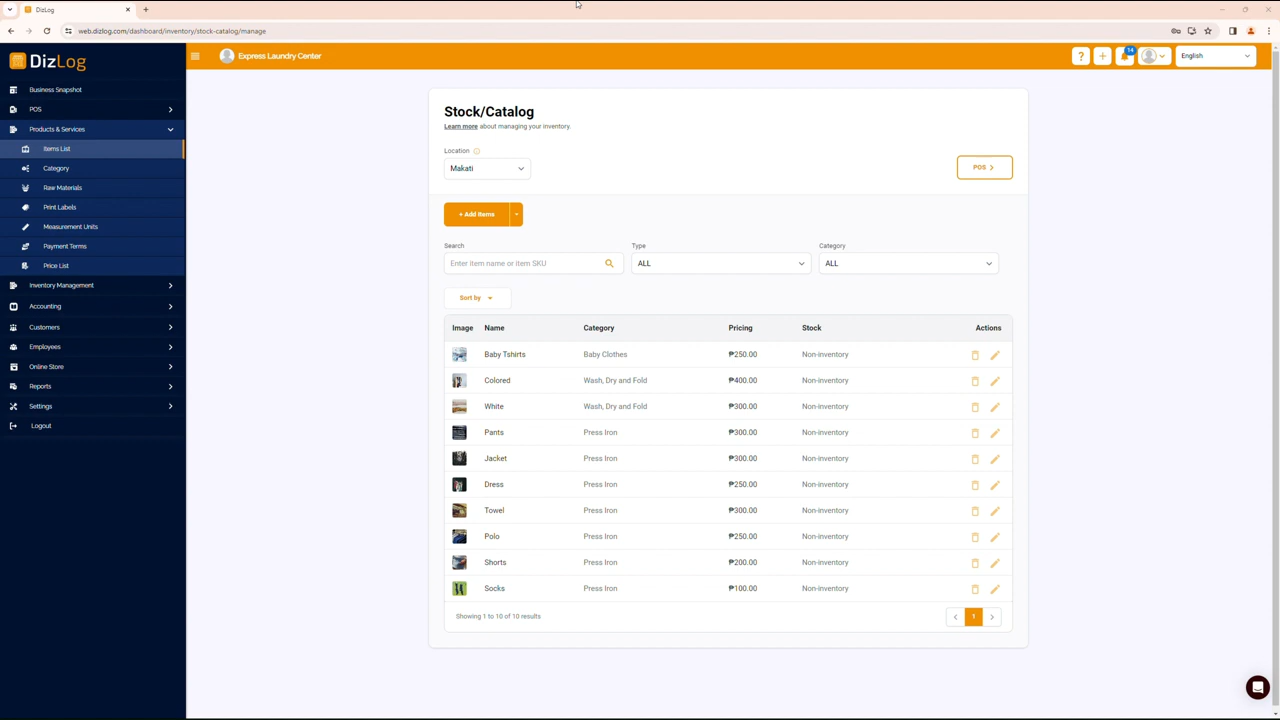 DizLog
web.dizlog.com/dashboard/inventory/stock-catalog/manage
DizLog
Express Laundry Center
?
+
14
English
Business Snapshot
POS
Products & Services
Items List
Category
Raw Materials
Print Labels
Measurement Units
Payment Terms
Price List
Inventory Management
Accounting
Customers
Employees
Online Store
Reports
Settings
Logout
Stock/Catalog
Learn more about managing your inventory.
Location
Makati
POS >
+ Add Items
Search Type Category
Enter item name or item SKU ALL ALL
Sort by
Image Name Category Pricing Stock Actions
Baby Tshirts Baby Clothes ₱250.00 Non-inventory
Colored Wash, Dry and Fold ₱400.00 Non-inventory
White Wash, Dry and Fold ₱300.00 Non-inventory
Pants Press Iron ₱300.00 Non-inventory
Jacket Press Iron ₱300.00 Non-inventory
Dress Press Iron ₱250.00 Non-inventory
Towel Press Iron ₱300.00 Non-inventory
Polo Press Iron ₱250.00 Non-inventory
Shorts Press Iron ₱200.00 Non-inventory
Socks Press Iron ₱100.00 Non-inventory
Showing 1 to 10 of 10 results
< 1 >